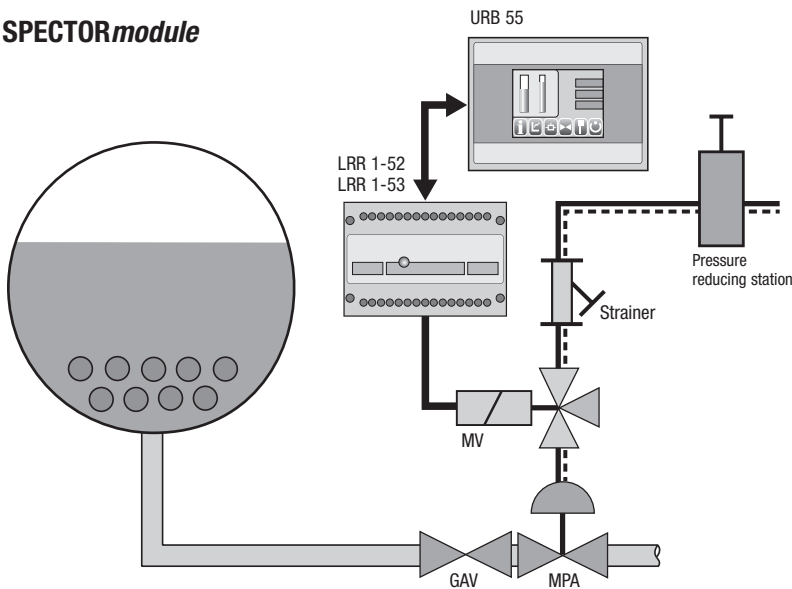 SPECTORmodule
URB 55
LRR 1-52
LRR 1-53
Pressure
reducing station
Strainer
MV
GAV
MPA